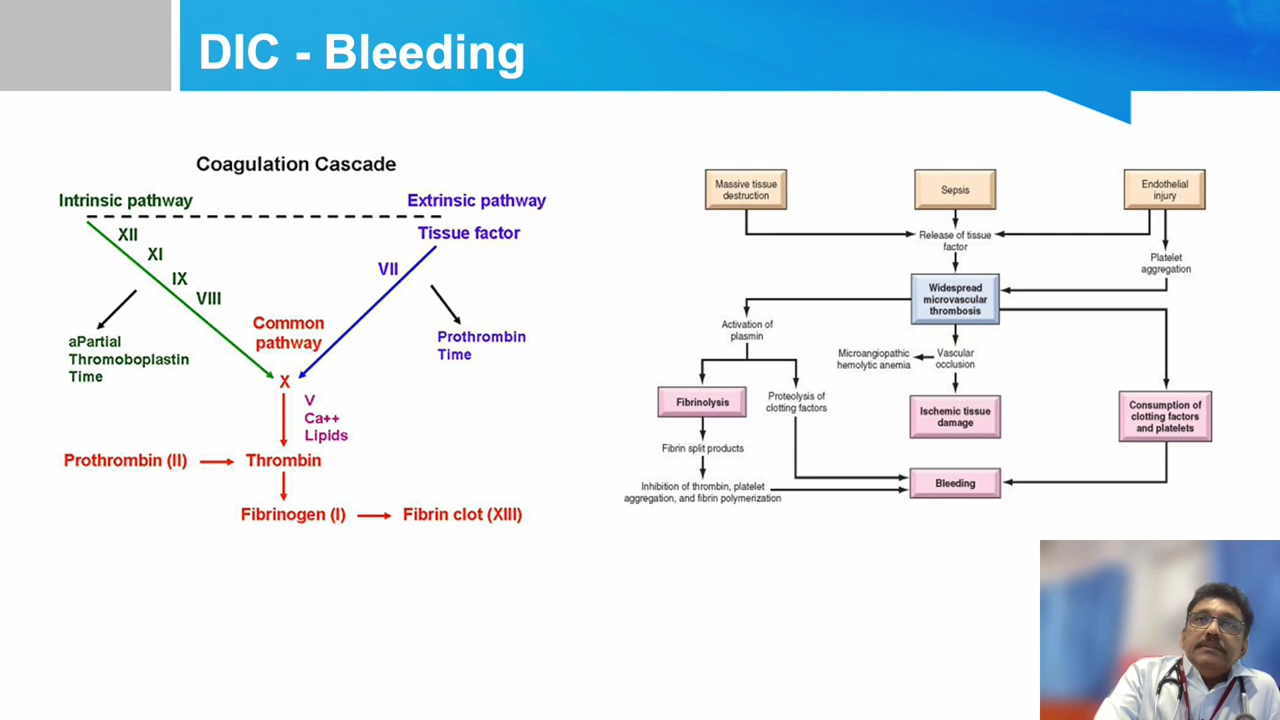 DIC - Bleeding
Coagulation Cascade
Intrinsic pathway
Extrinsic pathway
XII
Tissue factor
XI
VII
IX
VIII
aPartial
Thromoboplastin
Time
Common
pathway
Prothrombin
Time
X
V
Ca++
Lipids
Prothrombin (II)
Thrombin
Fibrinogen (I)
Fibrin clot (XIII)
Massive tissue
destruction
Sepsis
Endothelial
injury
Release of tissue
factor
Platelet
aggregation
Widespread
microvascular
thrombosis
Activation of
plasmin
Microangiopathic
hemolytic anemia
Vascular
occlusion
Fibrinolysis
Proteolysis of
clotting factors
Ischemic tissue
damage
Consumption of
clotting factors
and platelets
Fibrin split products
Inhibition of thrombin, platelet
aggregation, and fibrin polymerization
Bleeding